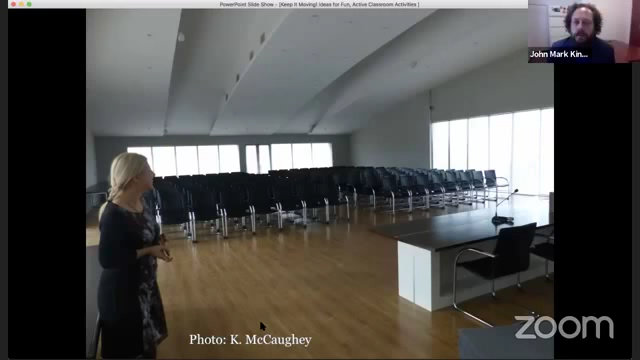 PowerPoint Slide Show - [Keep It Moving! Ideas for Fun, Active Classroom Activities ]
John Mark Kin...
Photo: K. McCaughey
zoom